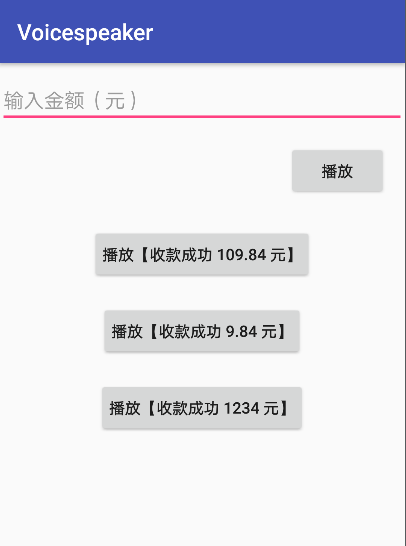 Voicespeaker
输入金额（元）
播放
播放【收款成功 109.84 元】
播放【收款成功 9.84 元】
播放【收款成功 1234 元】